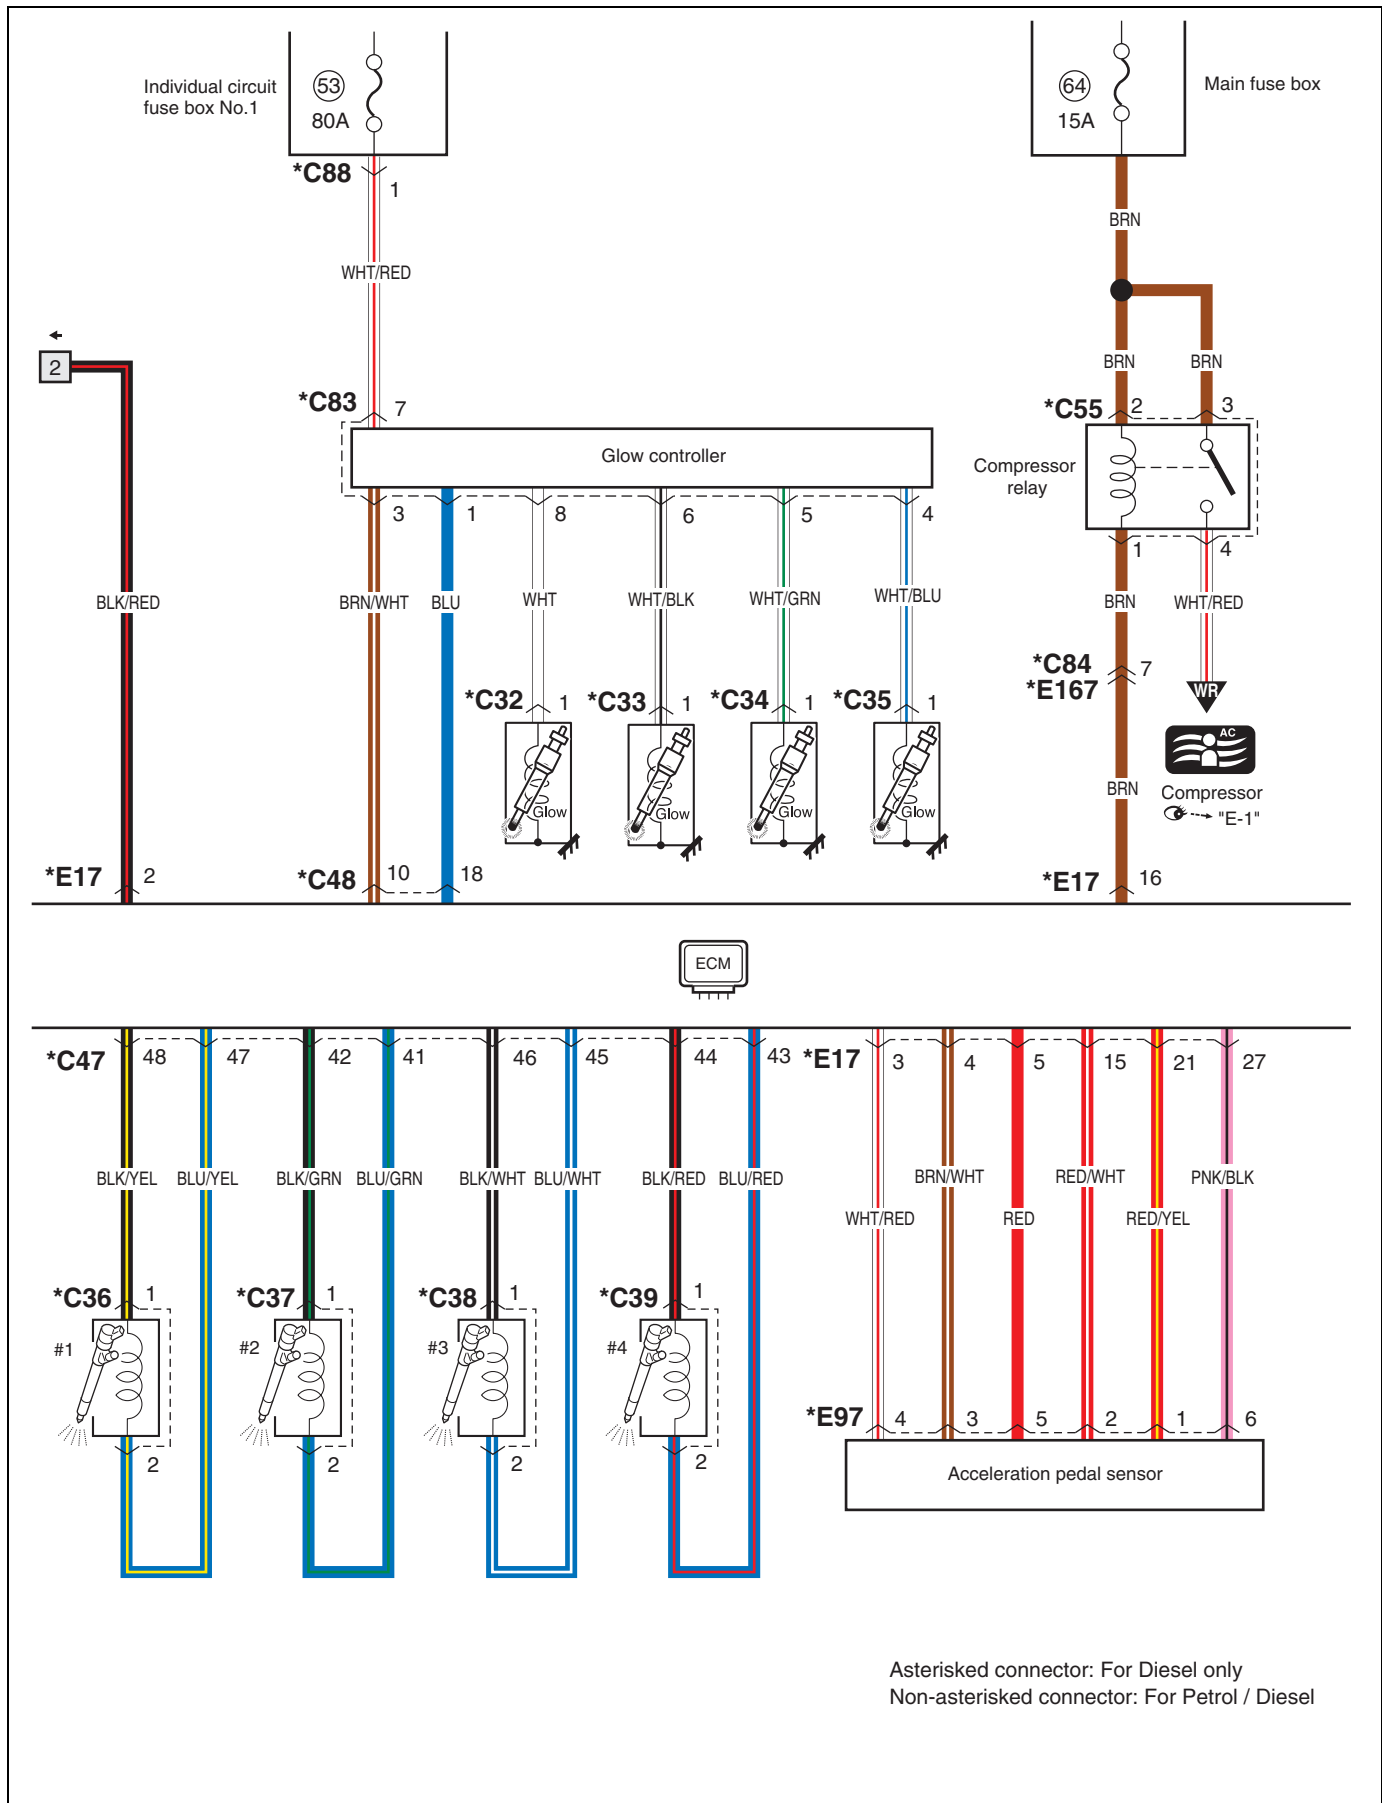 Individual circuit
fuse box No.1
53
80A
64
15A
Main fuse box
*C88
1
BRN
WHT/RED
2
BRN
BRN
*C83
7
*C55
2
3
Glow controller
Compressor
relay
3
1
8
6
5
4
1
4
BLK/RED
BRN/WHT
BLU
WHT
WHT/BLK
WHT/GRN
WHT/BLU
BRN
WHT/RED
*C84
7
*E167
WR
*C32
1
*C33
1
*C34
1
*C35
1
AC
Glow
Glow
Glow
Glow
BRN
Compressor
"E-1"
*E17
2
*C48
10
18
*E17
16
ECM
*C47
48
47
42
41
46
45
44
43
*E17
3
4
5
15
21
27
BLK/YEL
BLU/YEL
BLK/GRN
BLU/GRN
BLK/WHT
BLU/WHT
BLK/RED
BLU/RED
BRN/WHT
RED/WHT
PNK/BLK
WHT/RED
RED
RED/YEL
*C36
1
*C37
1
*C38
1
*C39
1
#1
#2
#3
#4
2
2
2
2
*E97
4
3
5
2
1
6
Acceleration pedal sensor
Asterisked connector: For Diesel only
Non-asterisked connector: For Petrol / Diesel